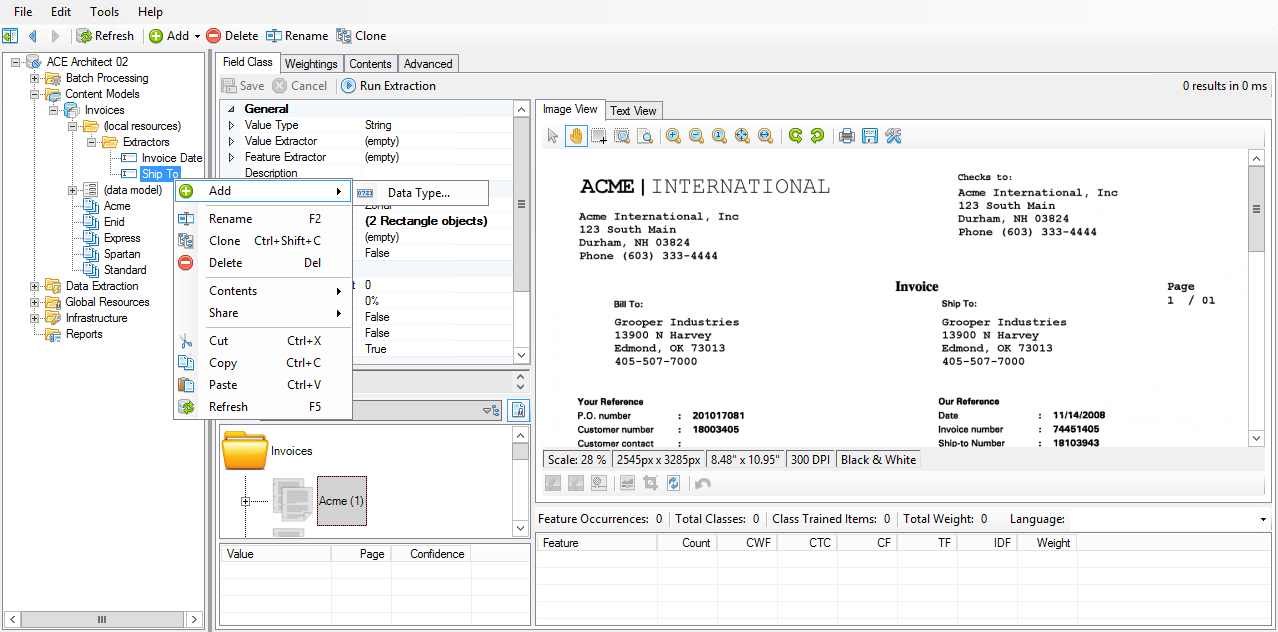 File Edit Tools Help
Refresh Add Delete Rename Clone
ACE Architect 02
Batch Processing
Content Models
Invoices
(local resources)
Extractors
Invoice Date
Ship To
(data model)
Acme
Enid
Express
Spartan
Standard
Data Extraction
Global Resources
Infrastructure
Reports
Add
Data Type...
Rename F2
Clone Ctrl+Shift+C
Delete Del
Contents
Share
Cut Ctrl+X
Copy Ctrl+C
Paste Ctrl+V
Refresh F5
Field Class Weightings Contents Advanced
Save Cancel Run Extraction
0 results in 0 ms
General
Value Type String
Value Extractor (empty)
Feature Extractor (empty)
Description
(2 Rectangle objects)
(empty)
False
0
0%
False
False
True
Invoices
Acme (1)
Value Page Confidence
Image View Text View
ACME | INTERNATIONAL
Acme International, Inc
123 South Main
Durham, NH 03824
Phone (603) 333-4444
Checks to:
Acme International, Inc
123 South Main
Durham, NH 03824
Phone (603) 333-4444
Invoice
Page
1 / 01
Bill To:
Grooper Industries
13900 N Harvey
Edmond, OK 73013
405-507-7000
Ship To:
Grooper Industries
13900 N Harvey
Edmond, OK 73013
405-507-7000
Your Reference
P.O. number : 201017081
Customer number : 18003405
Customer contact :
Our Reference
Date : 11/14/2008
Invoice number : 74451405
Ship-to Number : 18103943
Scale: 28 % 2545px x 3285px 8.48" x 10.95" 300 DPI Black & White
Feature Occurrences: 0 Total Classes: 0 Class Trained Items: 0 Total Weight: 0 Language:
Feature Count CWF CTC CF TF IDF Weight